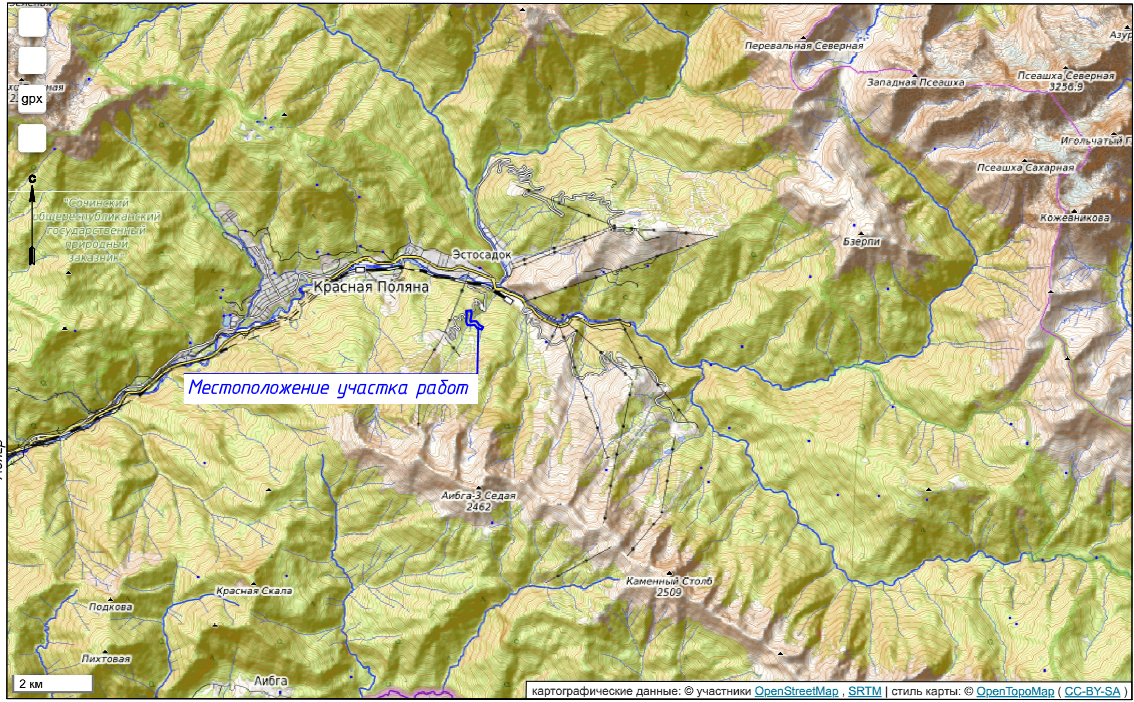 gpx
С
Перевальная Северная
Западная Псеашха
Псеашха Северная
3256.9
Псеашха Сахарная
Кожевникова
Бзерпи
"Сочинский
общереспубликанский
государственный
природный
заказник"
Эстосадок
Красная Поляна
Местоположение участка работ
Аибга-3 Седая
2462
Каменный Столб
2509
Красная Скала
Подкова
Пихтовая
Аибга
2 км
картографические данные: © участники OpenStreetMap , SRTM | стиль карты: © OpenTopoMap ( CC-BY-SA )